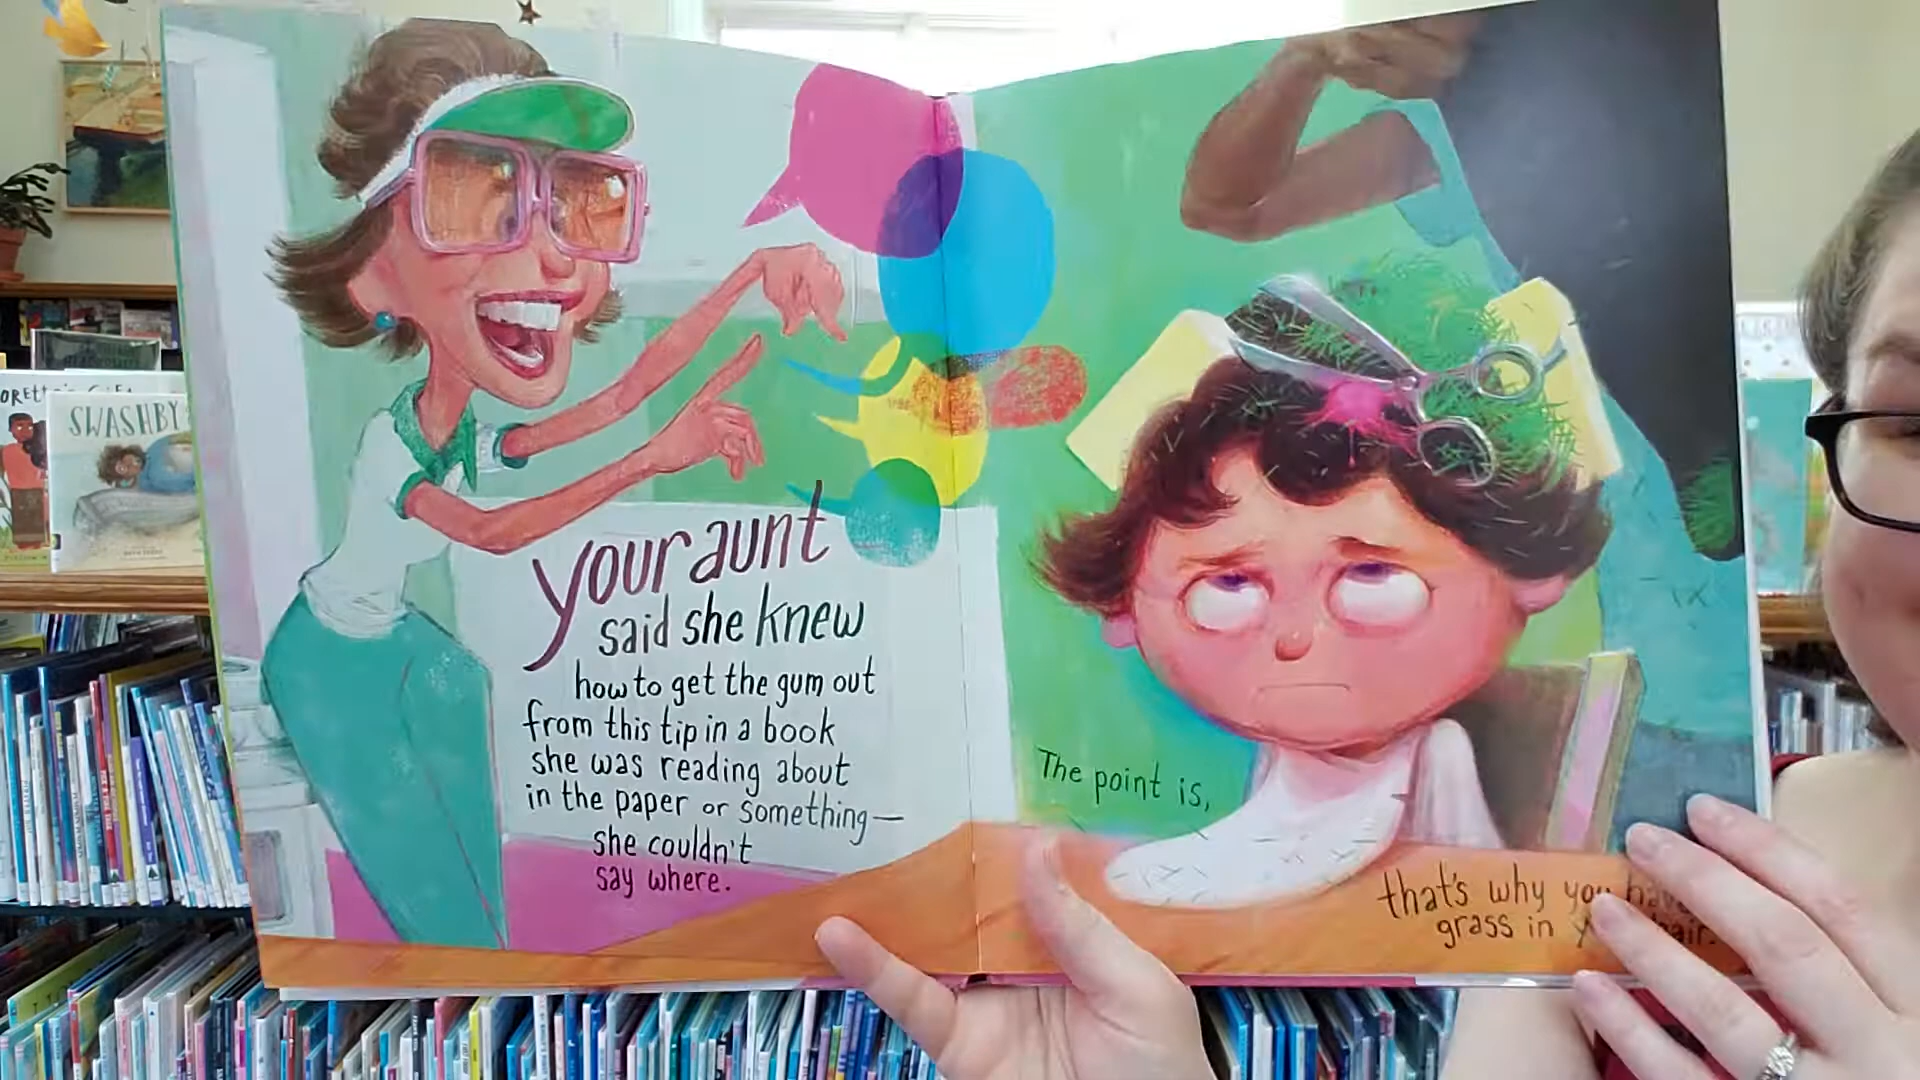 SWASHBY
your aunt
said she knew
how to get the gum out
from this tip in a book
she was reading about
in the paper or something—
she couldn't
say where.
The point is,
that's why you have
grass in hair.